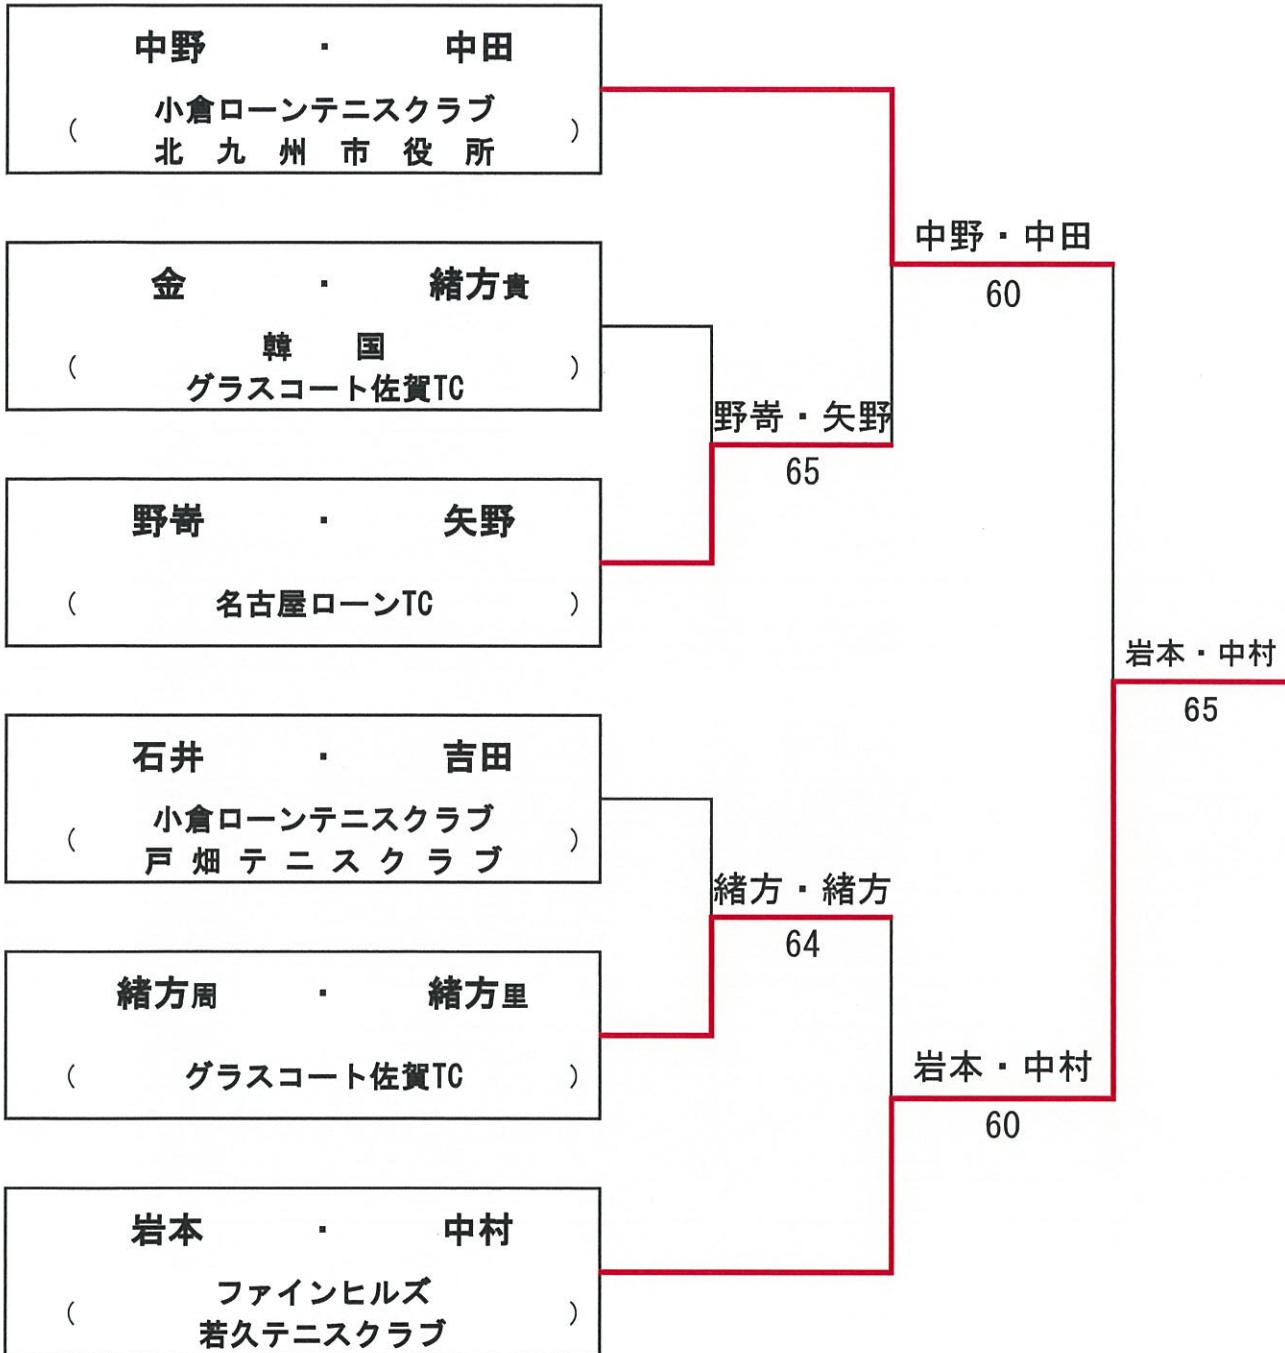 中野 ・ 中田
小倉ローンテニスクラブ
( )
北九州市役所
金 ・ 緒方貴
韓国
( )
グラスコート佐賀TC
野嵜 ・ 矢野
( 名古屋ローンTC )
石井 ・ 吉田
小倉ローンテニスクラブ
( )
戸畑テニスクラブ
緒方周 ・ 緒方里
( グラスコート佐賀TC )
岩本 ・ 中村
ファインヒルズ
( )
若久テニスクラブ
野嵜・矢野
65
緒方・緒方
64
中野・中田
60
岩本・中村
60
岩本・中村
65